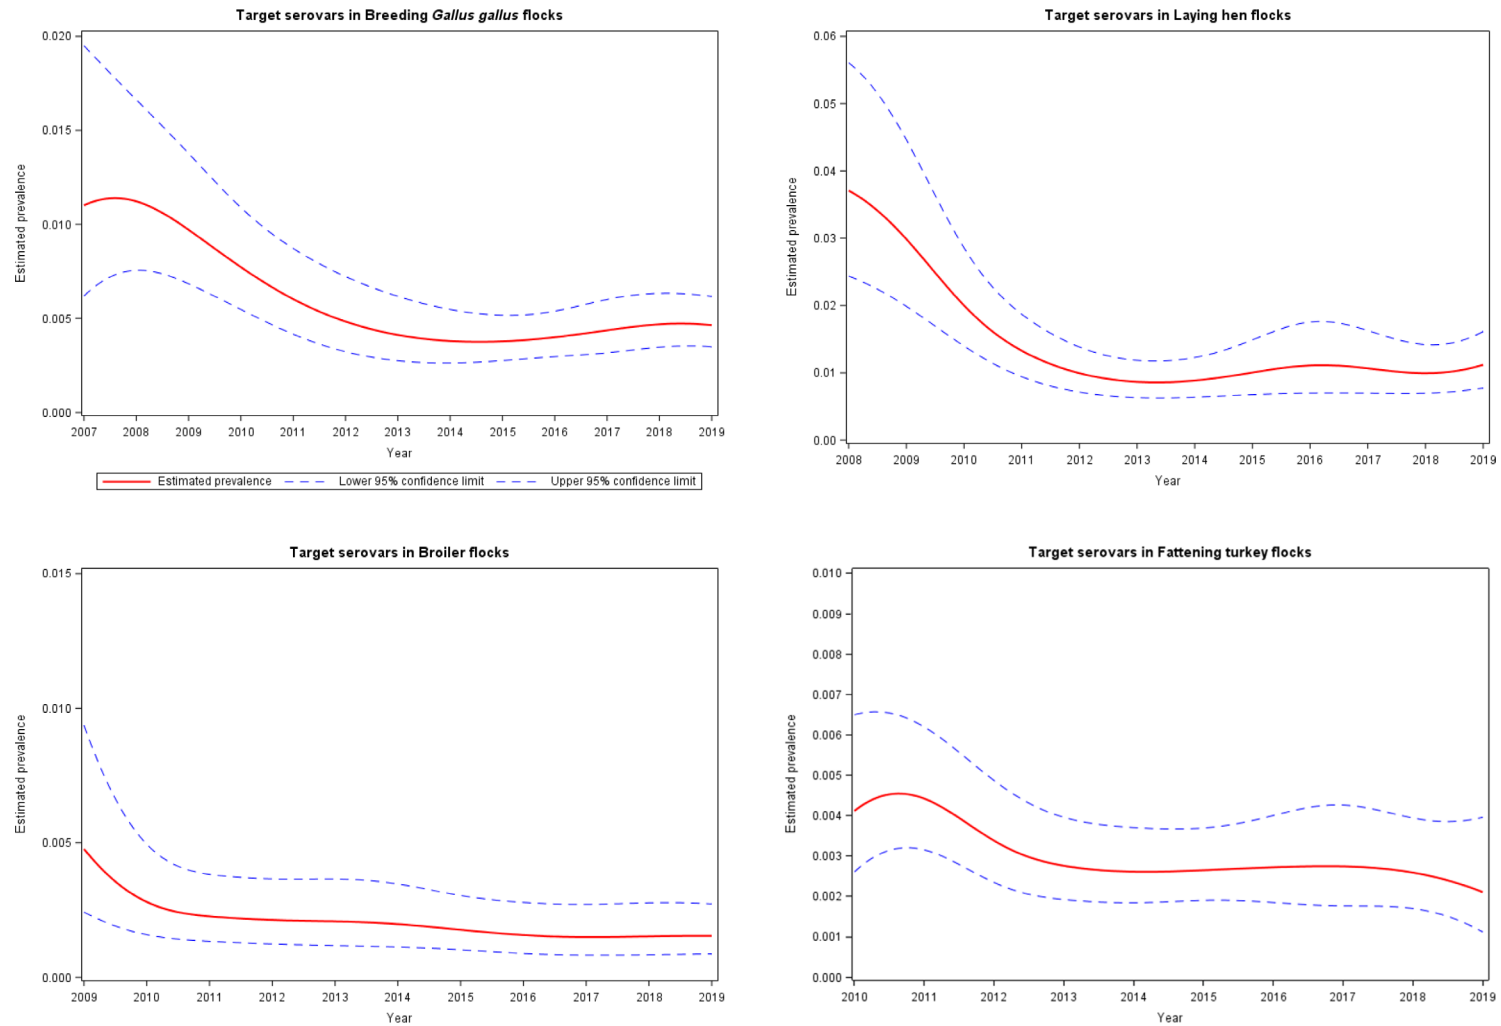 Target serovars in Breeding Gallus gallus flocks
0.020
0.015
0.010
0.005
0.000
Estimated prevalence
2007 2008 2009 2010 2011 2012 2013 2014 2015 2016 2017 2018 2019
Year
Estimated prevalence Lower 95% confidence limit Upper 95% confidence limit
Target serovars in Laying hen flocks
0.06
0.05
0.04
0.03
0.02
0.01
0.00
Estimated prevalence
2008 2009 2010 2011 2012 2013 2014 2015 2016 2017 2018 2019
Year
Target serovars in Broiler flocks
0.015
0.010
0.005
0.000
Estimated prevalence
2009 2010 2011 2012 2013 2014 2015 2016 2017 2018 2019
Year
Target serovars in Fattening turkey flocks
0.010
0.009
0.008
0.007
0.006
0.005
0.004
0.003
0.002
0.001
0.000
Estimated prevalence
2010 2011 2012 2013 2014 2015 2016 2017 2018 2019
Year